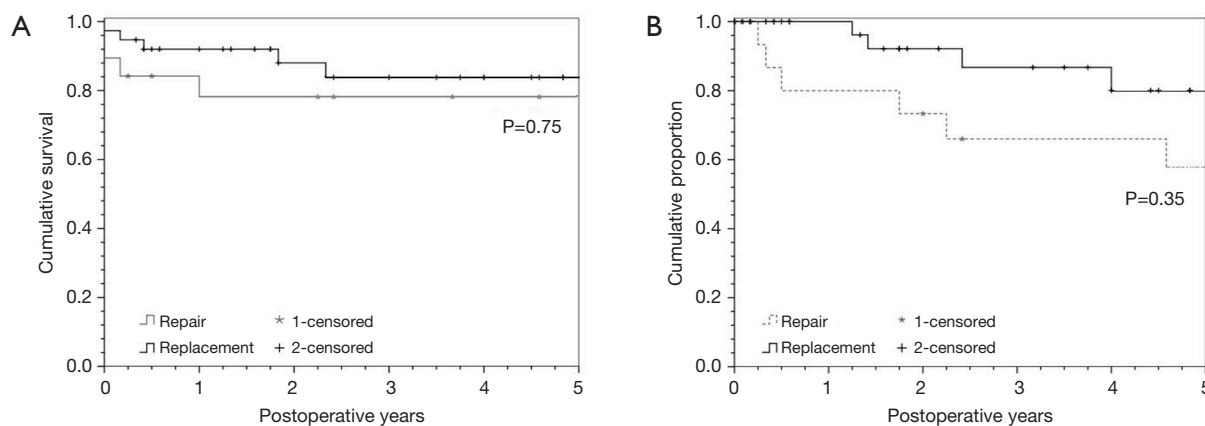 A
1.0
0.8
0.6
0.4
0.2
0.0
Cumulative survival
P=0.75
Repair
1-censored
Replacement
2-censored
0 1 2 3 4 5
Postoperative years
B
1.0
0.8
0.6
0.4
0.2
0.0
Cumulative proportion
P=0.35
Repair
1-censored
Replacement
2-censored
0 1 2 3 4 5
Postoperative years